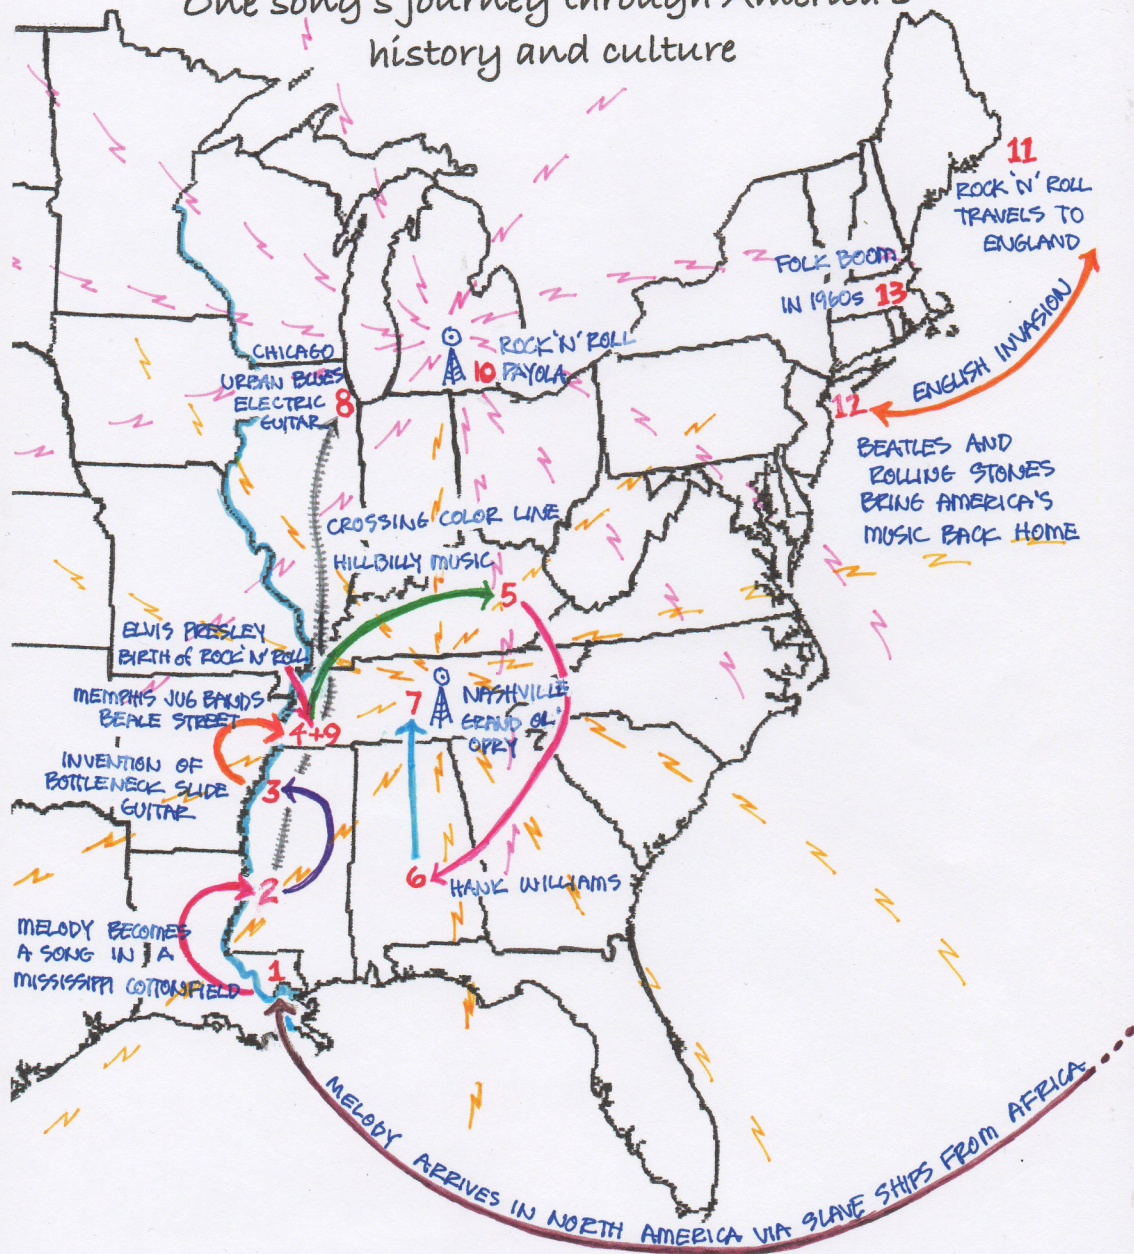 One song's journey through America's
history and culture
11
ROCK 'N' ROLL
TRAVELS TO
ENGLAND
FOLK BOOM
IN 1960s 13
ENGLISH INVASION
12
BEATLES AND
ROLLING STONES
BRING AMERICA'S
MUSIC BACK HOME
ROCK 'N' ROLL
10 PAYOLA
CHICAGO
URBAN BLUES
ELECTRIC
GUITAR
8
CROSSING COLOR LINE
HILLBILLY MUSIC
5
ELVIS PRESLEY
BIRTH of ROCK 'N' ROLL
MEMPHIS JUG BANDS
BEALE STREET
4+9
7
NASHVILLE
GRAND OL'
OPRY
INVENTION OF
BOTTLENECK SLIDE
GUITAR
3
6
HANK WILLIAMS
2
MELODY BECOMES
A SONG IN A
MISSISSIPPI COTTONFIELD
1
MELODY ARRIVES IN NORTH AMERICA VIA SLAVE SHIPS FROM AFRICA